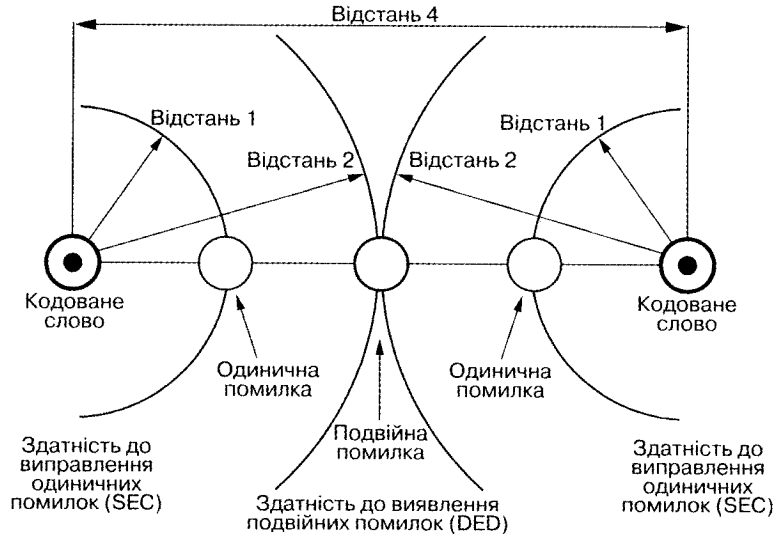 Відстань 4
Відстань 1
Відстань 1
Відстань 2
Відстань 2
Кодоване
слово
Кодоване
слово
Одинична
помилка
Одинична
помилка
Подвійна
помилка
Здатність до
виправлення
одиничних
помилок (SEC)
Здатність до виявлення
подвійних помилок (DED)
Здатність до
виправлення
одиничних
помилок (SEC)